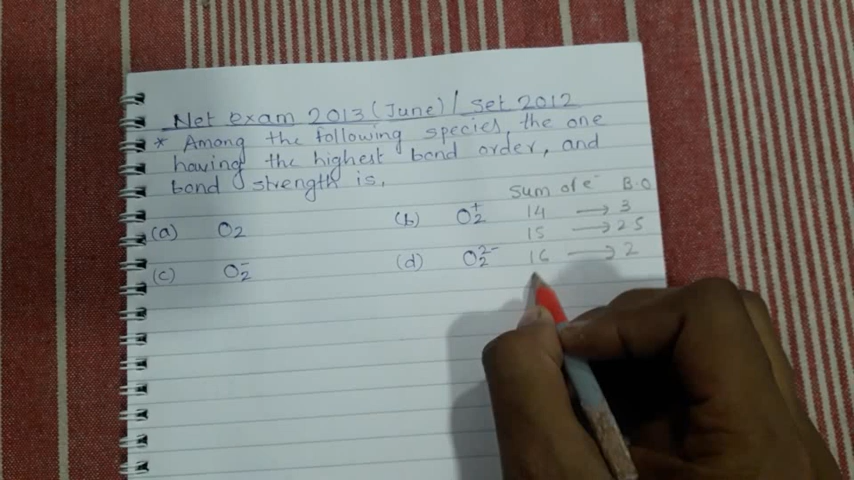 Net exam 2013 (June) / set 2012
* Among the following species, the one
having the highest bond order, and
bond strength is,
Sum of e⁻ B.O
(a) O₂ (b) O₂⁺ 14 → 3
15 → 2.5
(c) O₂⁻ (d) O₂²⁻ 16 → 2